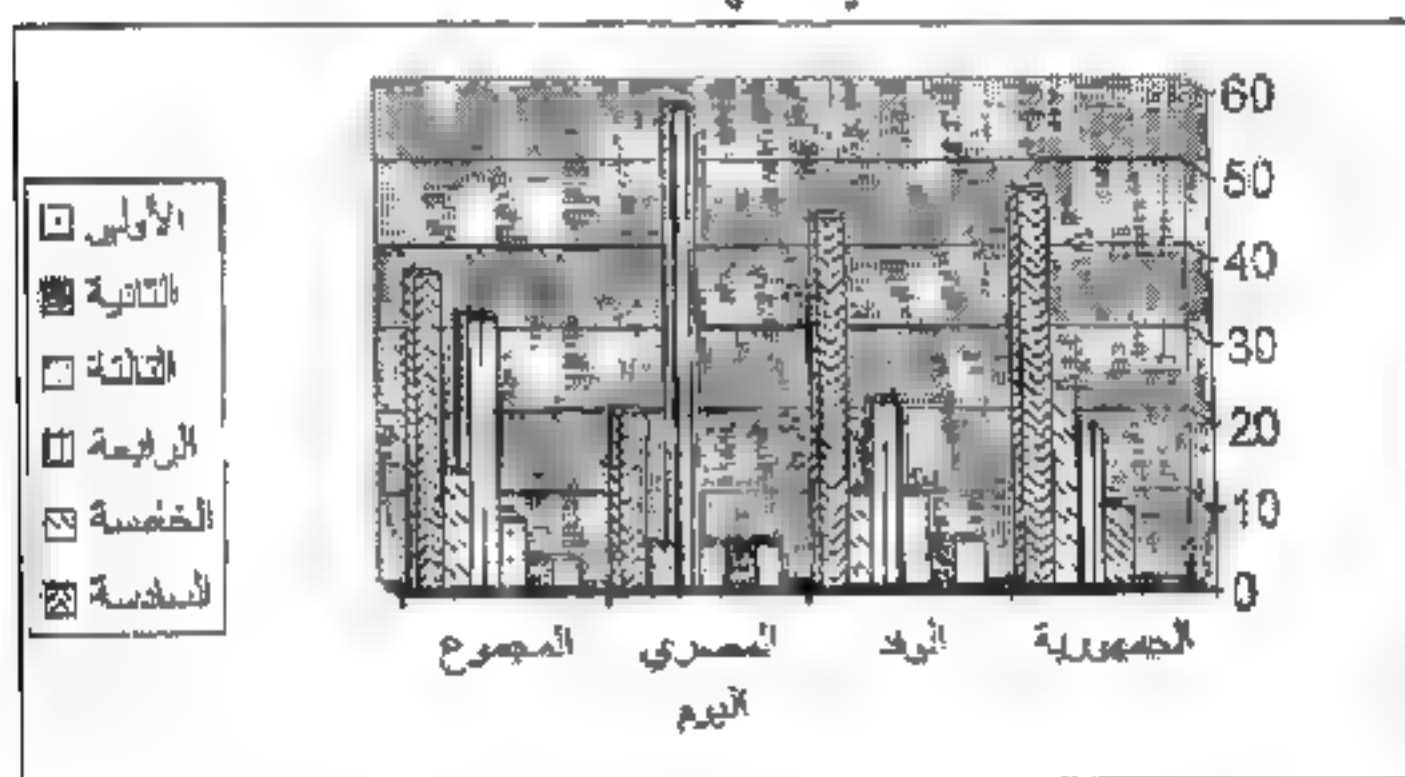 60
50
40
30
20
10
0
الأولى
الثانية
الثالثة
الرابعة
الخامسة
السادسة
الجمهورية
الوفد
المصري اليوم
المجموع